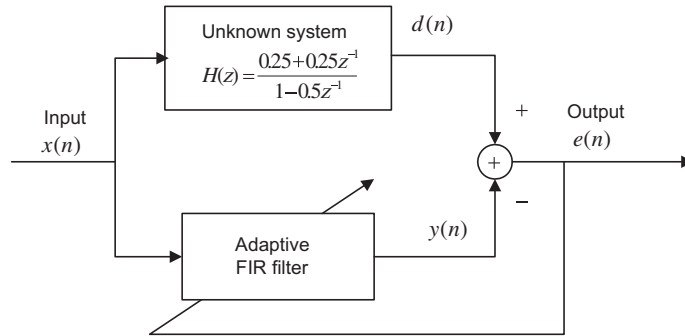 Unknown system
H(z) = 0.25+0.25z⁻¹ / 1−0.5z⁻¹
d(n)
Input
x(n)
+
+
−
Output
e(n)
Adaptive
FIR filter
y(n)